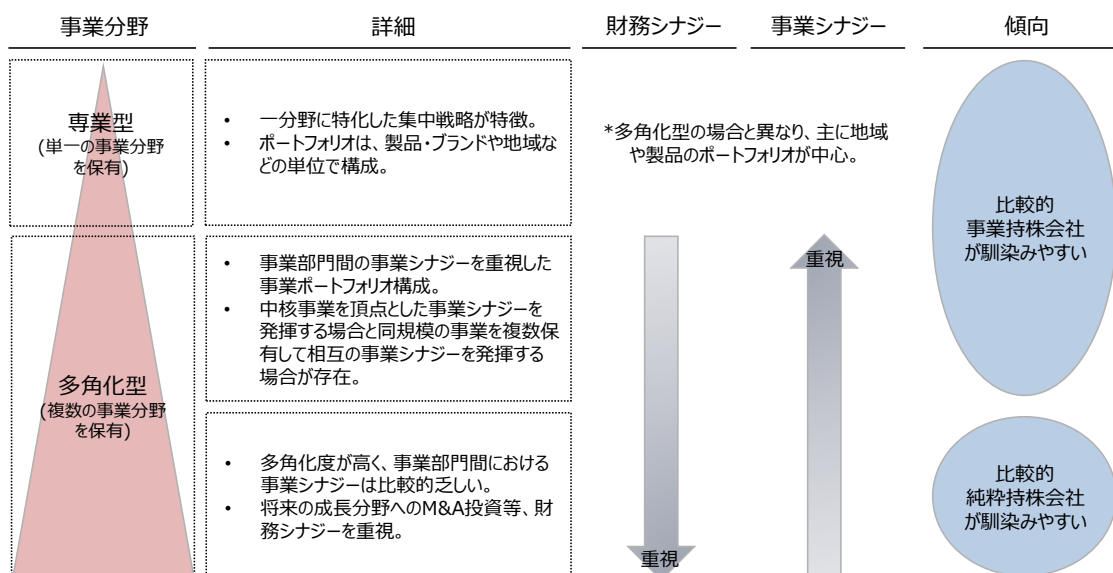 事業分野
詳細
財務シナジー
事業シナジー
傾向
専業型
(単一の事業分野
を保有)
• 一分野に特化した集中戦略が特徴。
• ポートフォリオは、製品・ブランドや地域な
どの単位で構成。
*多角化型の場合と異なり、主に地域
や製品のポートフォリオが中心。
比較的
事業持株会社
が馴染みやすい
多角化型
(複数の事業分野
を保有)
• 事業部門間の事業シナジーを重視した
事業ポートフォリオ構成。
• 中核事業を頂点とした事業シナジーを
発揮する場合と同規模の事業を複数保
有して相互の事業シナジーを発揮する
場合が存在。
重視
• 多角化度が高く、事業部門間における
事業シナジーは比較的乏しい。
• 将来の成長分野へのM&A投資等、財
務シナジーを重視。
重視
比較的
純粋持株会社
が馴染みやすい